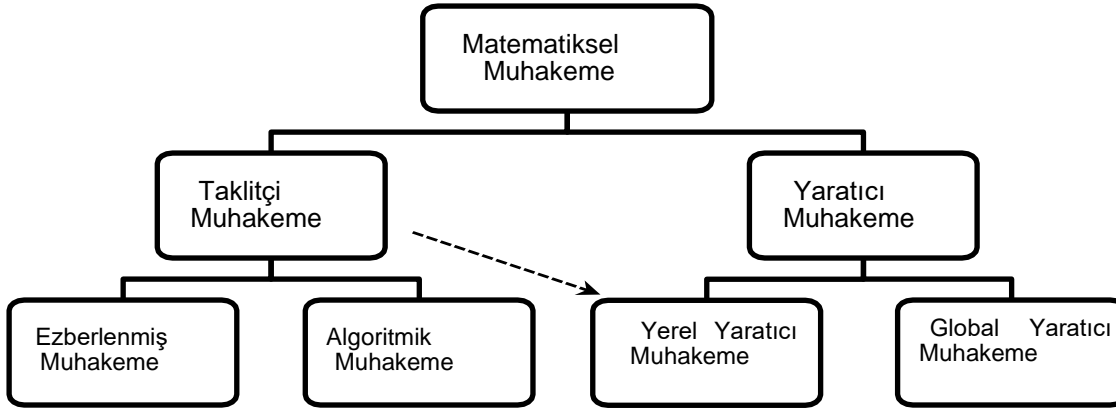 Matematiksel
Muhakeme
Taklitçi
Muhakeme
Yaratıcı
Muhakeme
Ezberlenmiş
Muhakeme
Algoritmik
Muhakeme
Yerel Yaratıcı
Muhakeme
Global Yaratıcı
Muhakeme